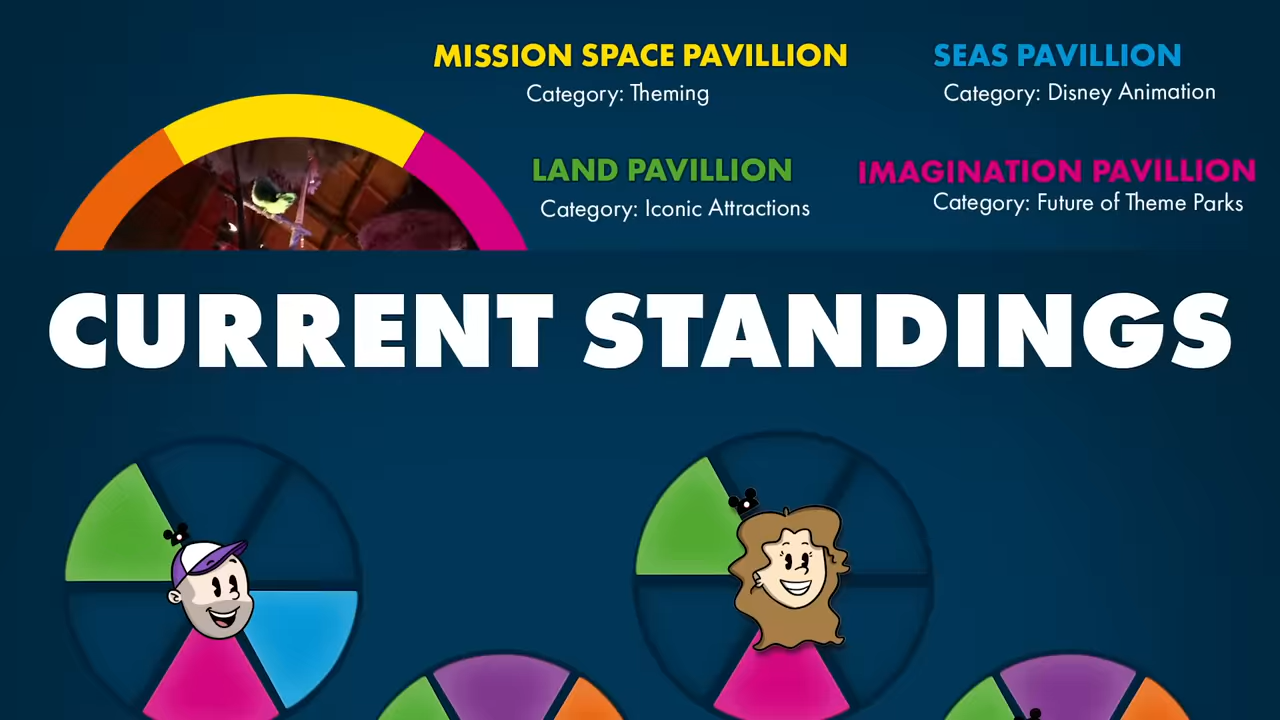 MISSION SPACE PAVILLION
Category: Theming
SEAS PAVILLION
Category: Disney Animation
LAND PAVILLION
Category: Iconic Attractions
IMAGINATION PAVILLION
Category: Future of Theme Parks
CURRENT STANDINGS